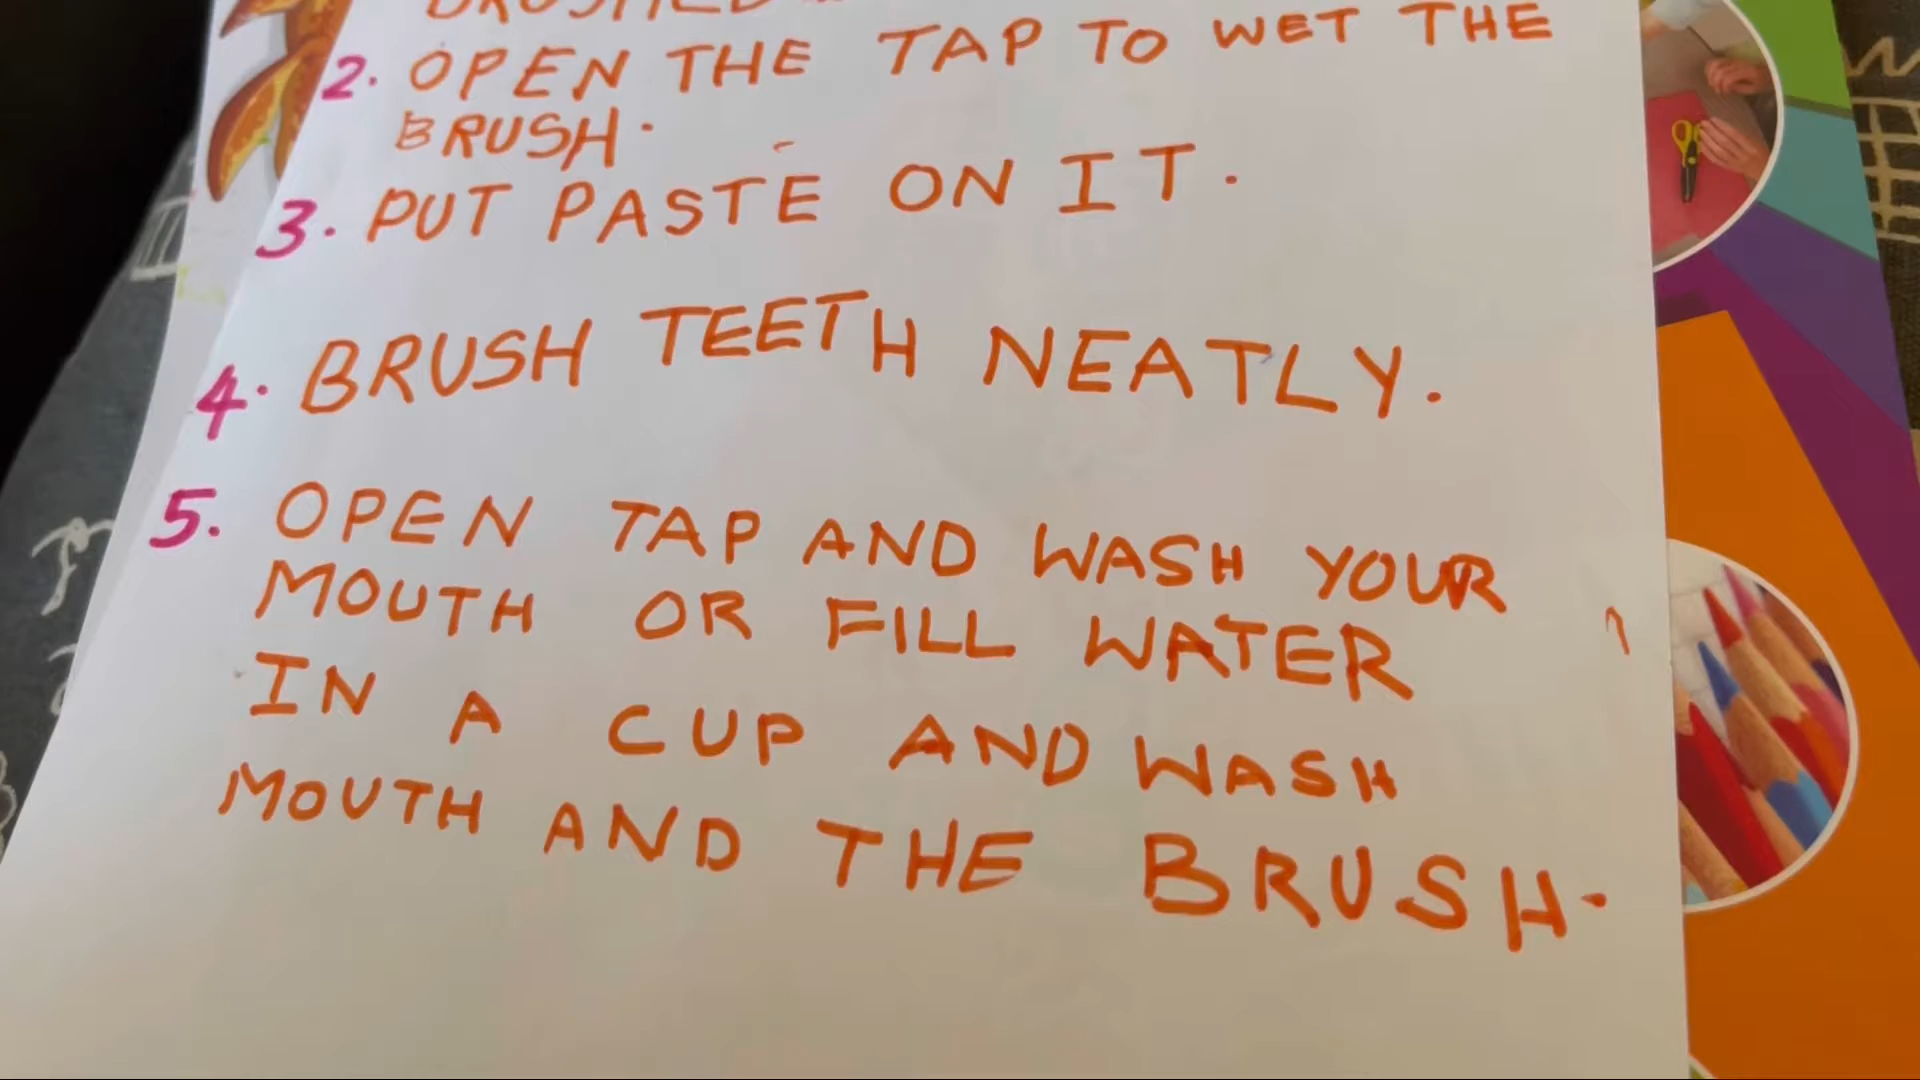 2. OPEN THE TAP TO WET THE
BRUSH.
3. PUT PASTE ON IT.
4. BRUSH TEETH NEATLY.
5. OPEN TAP AND WASH YOUR
MOUTH OR FILL WATER
IN A CUP AND WASH
MOUTH AND THE BRUSH.